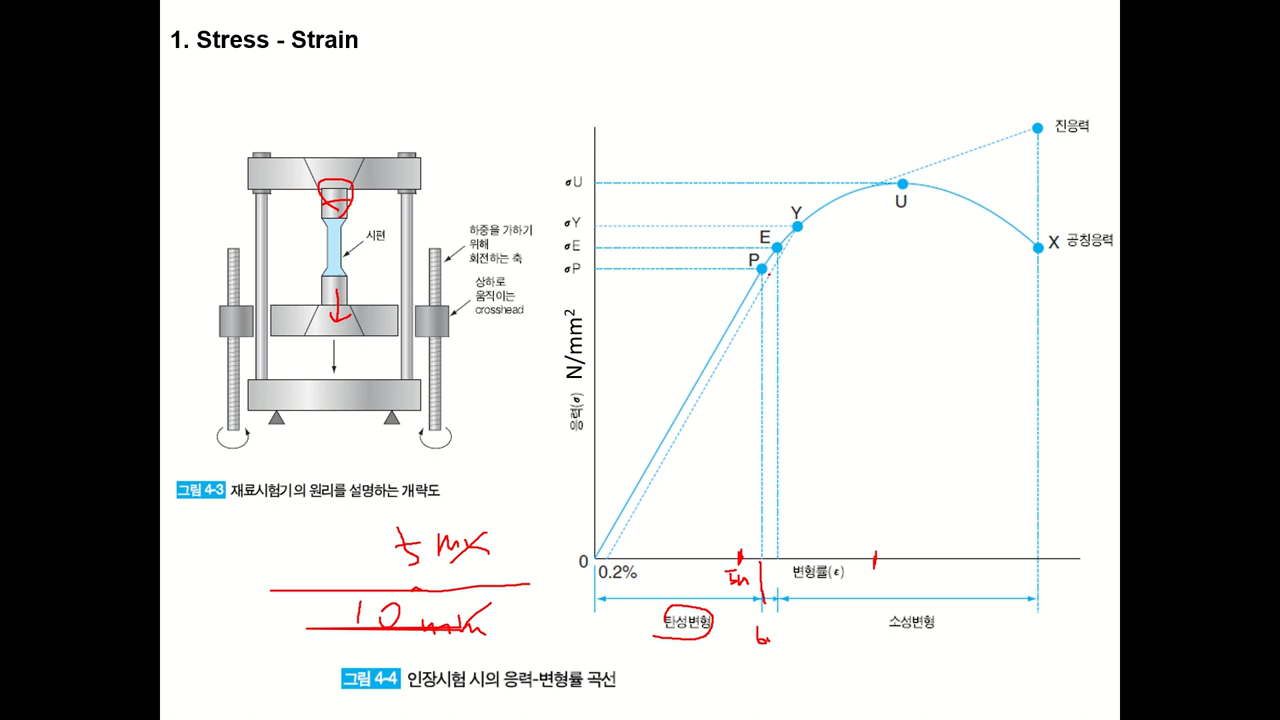 1. Stress - Strain
시편
하중을 가하기
위해
회전하는 축
상하로
움직이는
crosshead
그림 4-3 재료시험기의 원리를 설명하는 개략도
진응력
σU
U
σY
Y
σE
E
X 공칭응력
σP
P
응력(σ) N/mm²
0
0.2%
변형률(ε)
탄성변형
소성변형
5 mm
10 mm
그림 4-4 인장시험 시의 응력-변형률 곡선